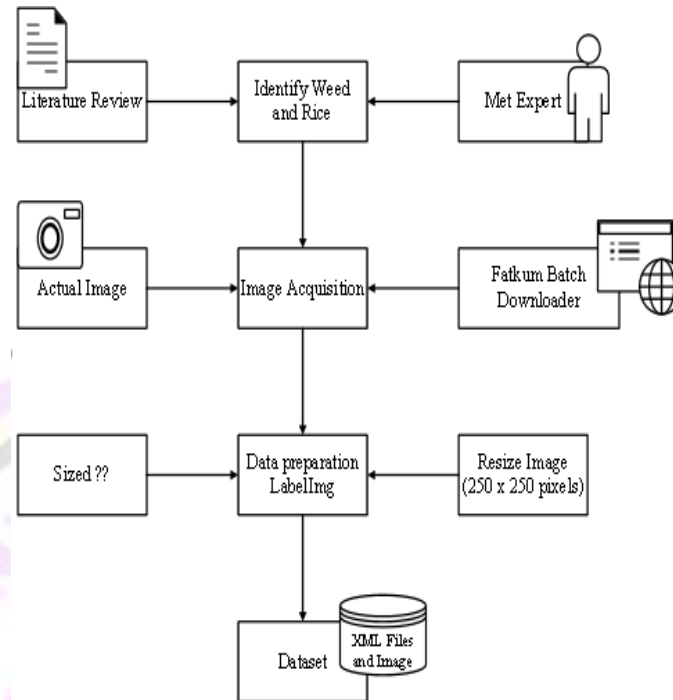 Literature Review
Identify Weed
and Rice
Met Expert
Actual Image
Image Acquisition
Fatkum Batch
Downloader
Sized ??
Data preparation
LabelImg
Resize Image
(250 x 250 pixels)
Dataset
XML Files
and Image